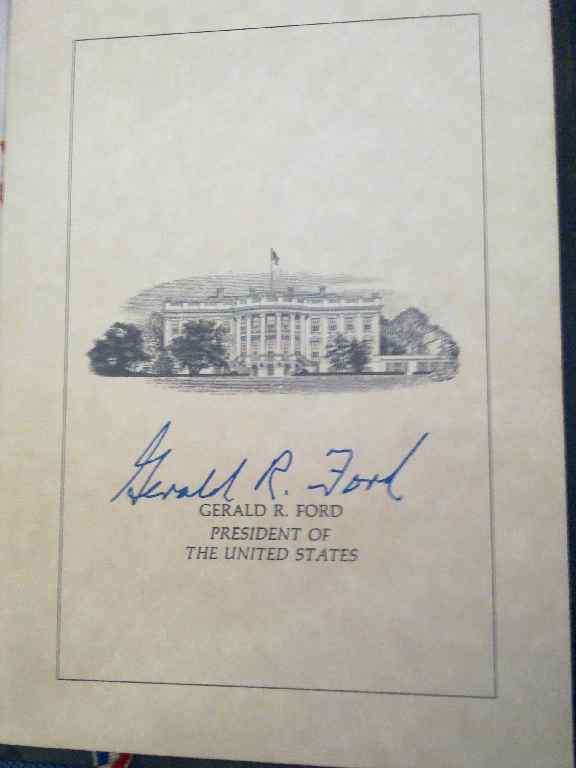 Gerald R. Ford
GERALD R. FORD
PRESIDENT OF
THE UNITED STATES